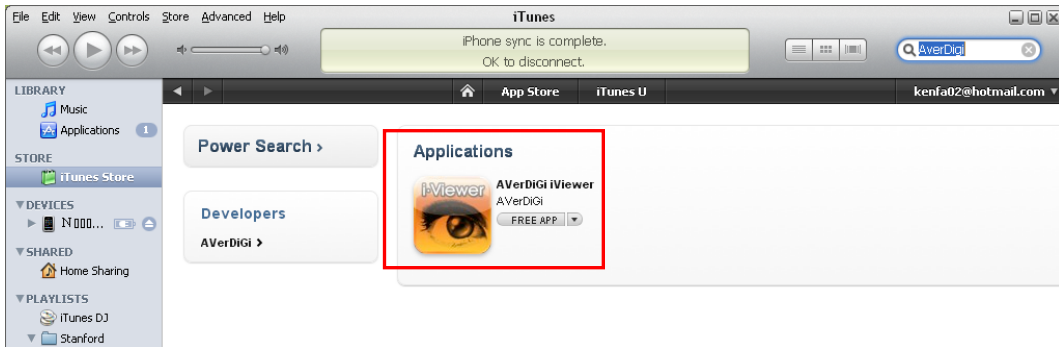 File Edit View Controls Store Advanced Help
iTunes
iPhone sync is complete.
OK to disconnect.
AverDigi
LIBRARY
Music
Applications 1
STORE
iTunes Store
DEVICES
SHARED
Home Sharing
PLAYLISTS
iTunes DJ
Stanford
App Store iTunes U kenfa02@hotmail.com
Power Search ›
Developers
AVerDiGi ›
Applications
i-Viewer
AVerDiGi iViewer
AVerDiGi
FREE APP